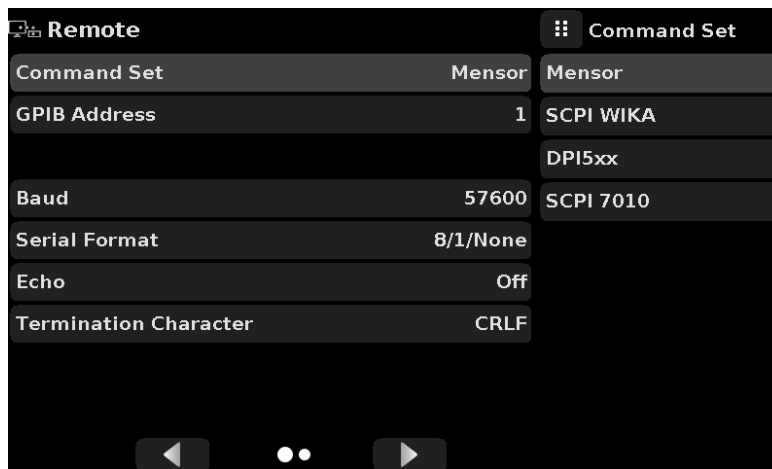 Remote
Command Set Mensor
GPIB Address 1
Baud 57600
Serial Format 8/1/None
Echo Off
Termination Character CRLF
Command Set
Mensor
SCPI WIKA
DPI5xx
SCPI 7010